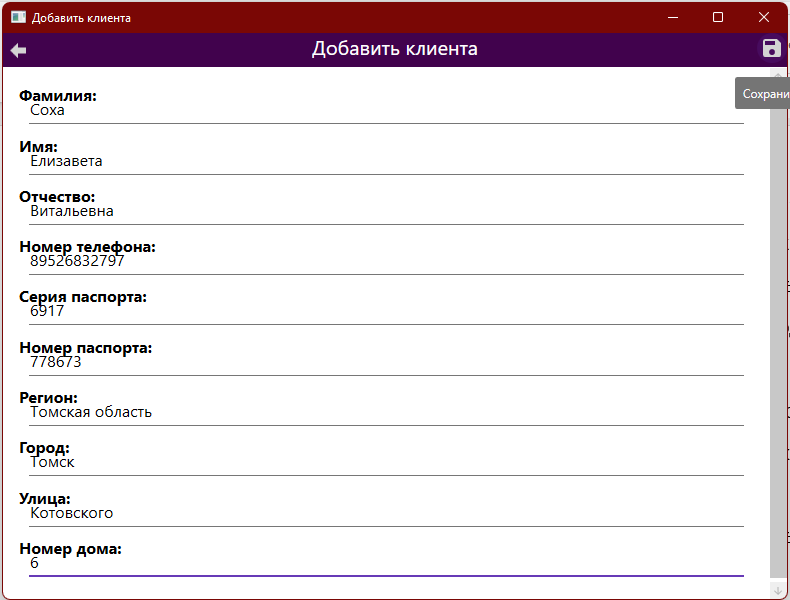 Добавить клиента
Добавить клиента
Сохрани
Фамилия:
Соха
Имя:
Елизавета
Отчество:
Витальевна
Номер телефона:
89526832797
Серия паспорта:
6917
Номер паспорта:
778673
Регион:
Томская область
Город:
Томск
Улица:
Котовского
Номер дома:
6